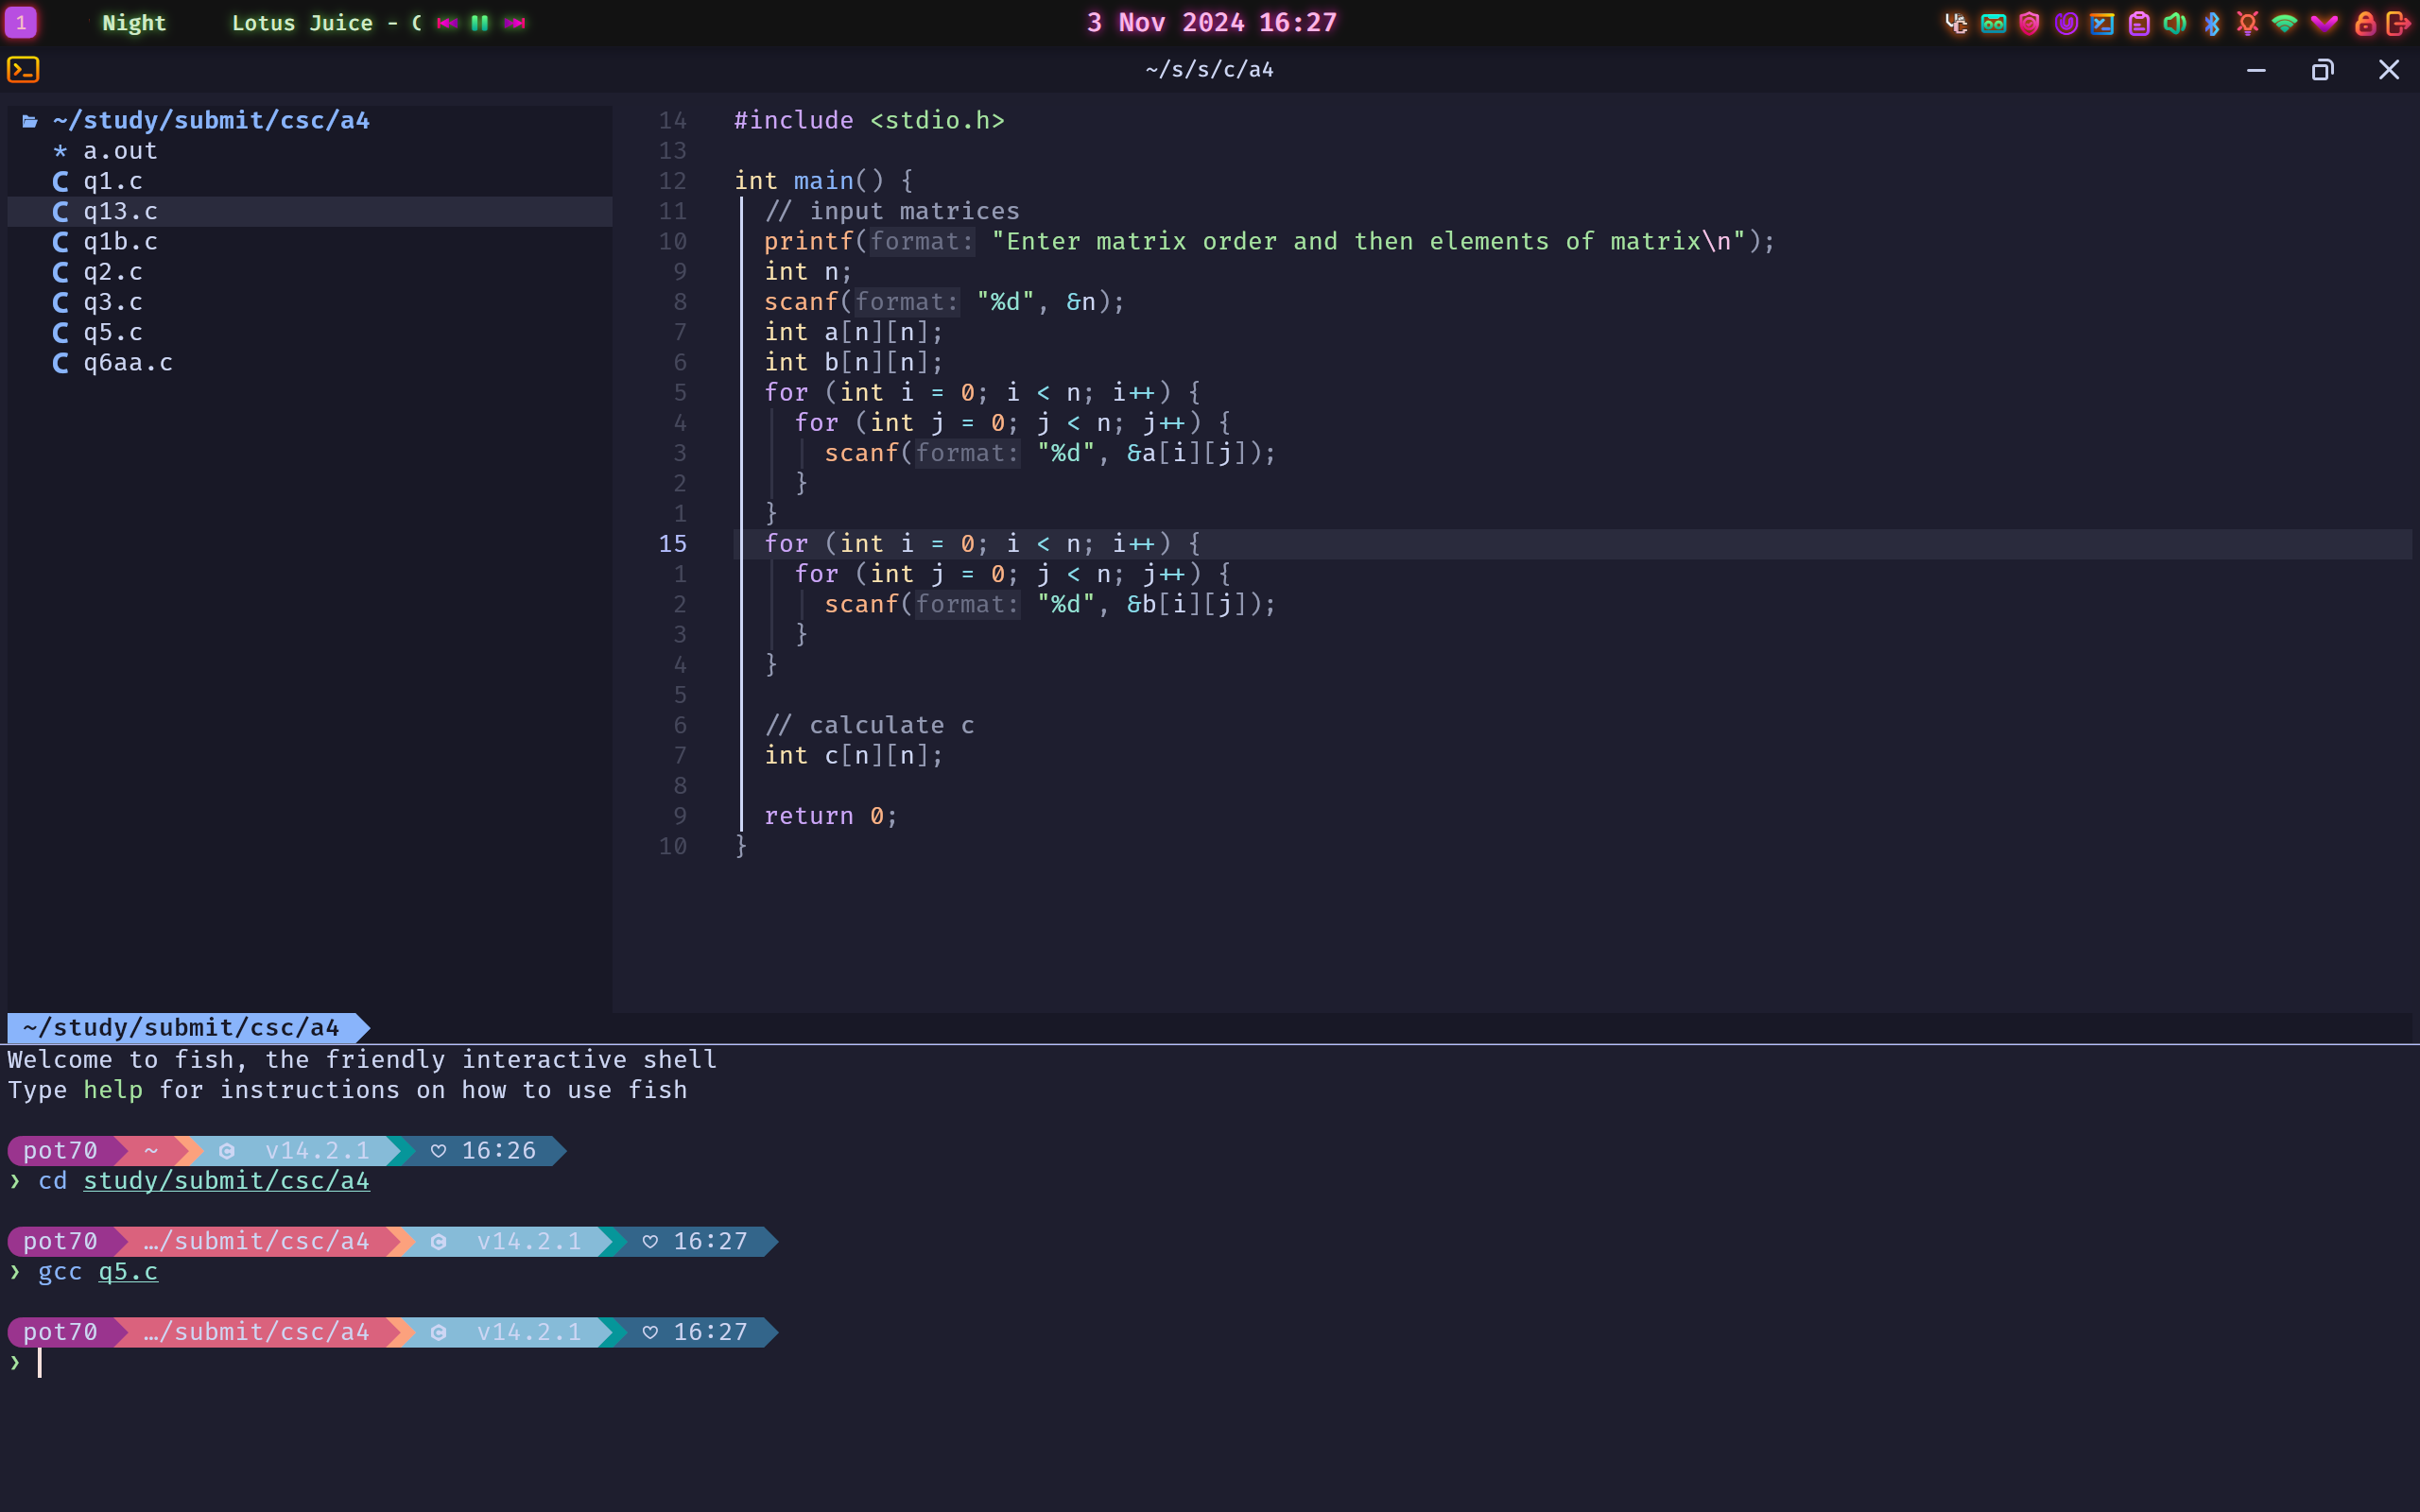 1 Night Lotus Juice - C
3 Nov 2024 16:27
~/s/s/c/a4
~/study/submit/csc/a4
* a.out
C q1.c
C q13.c
C q1b.c
C q2.c
C q3.c
C q5.c
C q6aa.c
14 #include <stdio.h>
13
12 int main() {
11 // input matrices
10 printf(format: "Enter matrix order and then elements of matrix\n");
9 int n;
8 scanf(format: "%d", &n);
7 int a[n][n];
6 int b[n][n];
5 for (int i = 0; i < n; i++) {
4 for (int j = 0; j < n; j++) {
3 scanf(format: "%d", &a[i][j]);
2 }
1 }
15 for (int i = 0; i < n; i++) {
1 for (int j = 0; j < n; j++) {
2 scanf(format: "%d", &b[i][j]);
3 }
4 }
5
6 // calculate c
7 int c[n][n];
8
9 return 0;
10 }
~/study/submit/csc/a4
Welcome to fish, the friendly interactive shell
Type help for instructions on how to use fish
pot70 ~ C v14.2.1 ♡ 16:26
❯ cd study/submit/csc/a4
pot70 …/submit/csc/a4 C v14.2.1 ♡ 16:27
❯ gcc q5.c
pot70 …/submit/csc/a4 C v14.2.1 ♡ 16:27
❯